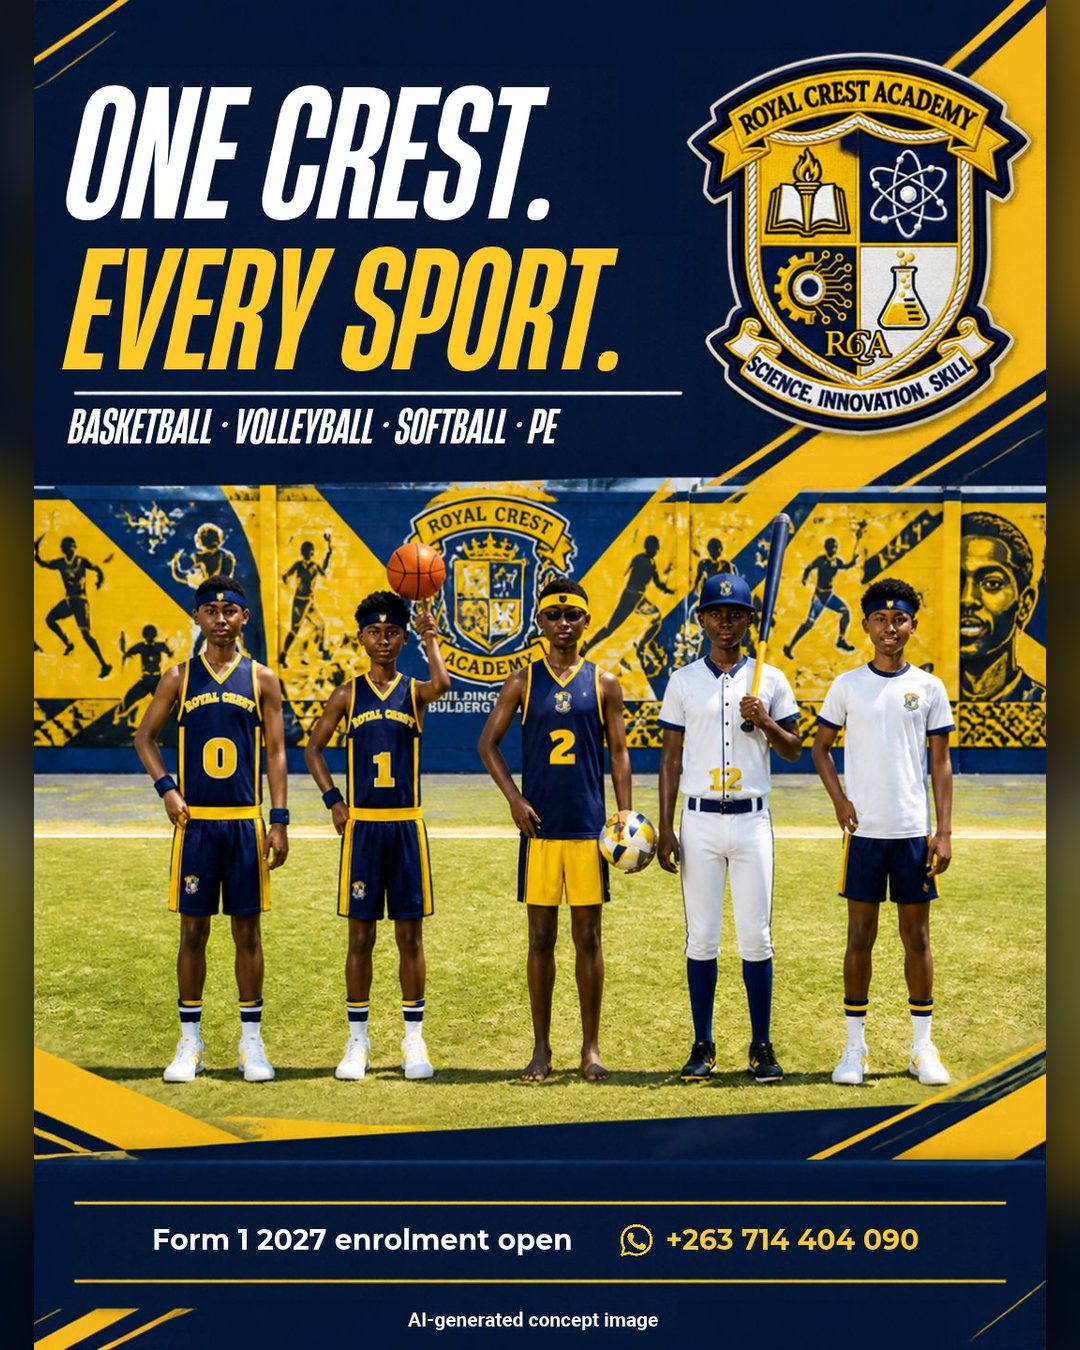 ONE CREST.
EVERY SPORT.
BASKETBALL · VOLLEYBALL · SOFTBALL · PE
ROYAL CREST ACADEMY
RCA
SCIENCE. INNOVATION. SKILL
ROYAL CREST
ACADEMY
ROYAL CREST
0
ROYAL CREST
1
2
12
Form 1 2027 enrolment open
+263 714 404 090
AI-generated concept image